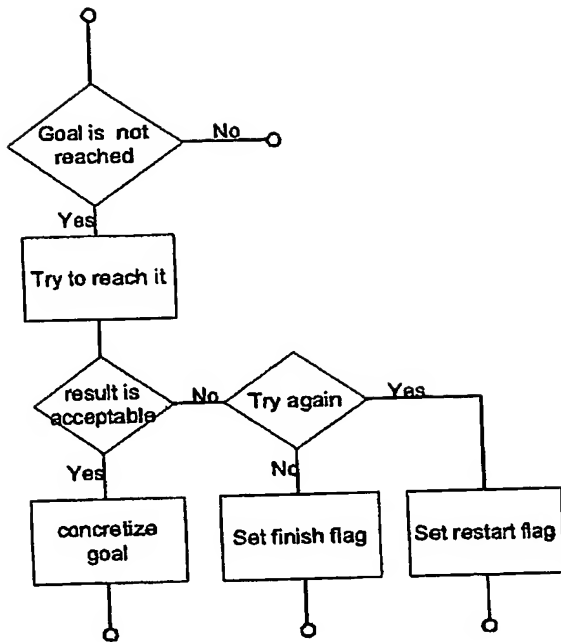 Goal is not
reached
No
Yes
Try to reach it
result is
acceptable
No
Try again
Yes
Yes
No
concretize
goal
Set finish flag
Set restart flag